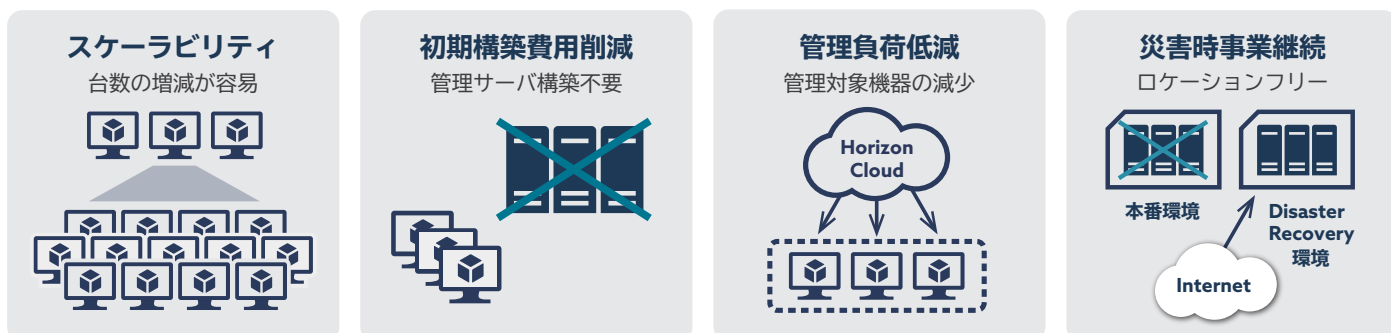 スケーラビリティ
台数の増減が容易
初期構築費用削減
管理サーバ構築不要
管理負荷低減
管理対象機器の減少
Horizon
Cloud
災害時事業継続
ロケーションフリー
本番環境
Disaster
Recovery
環境
Internet